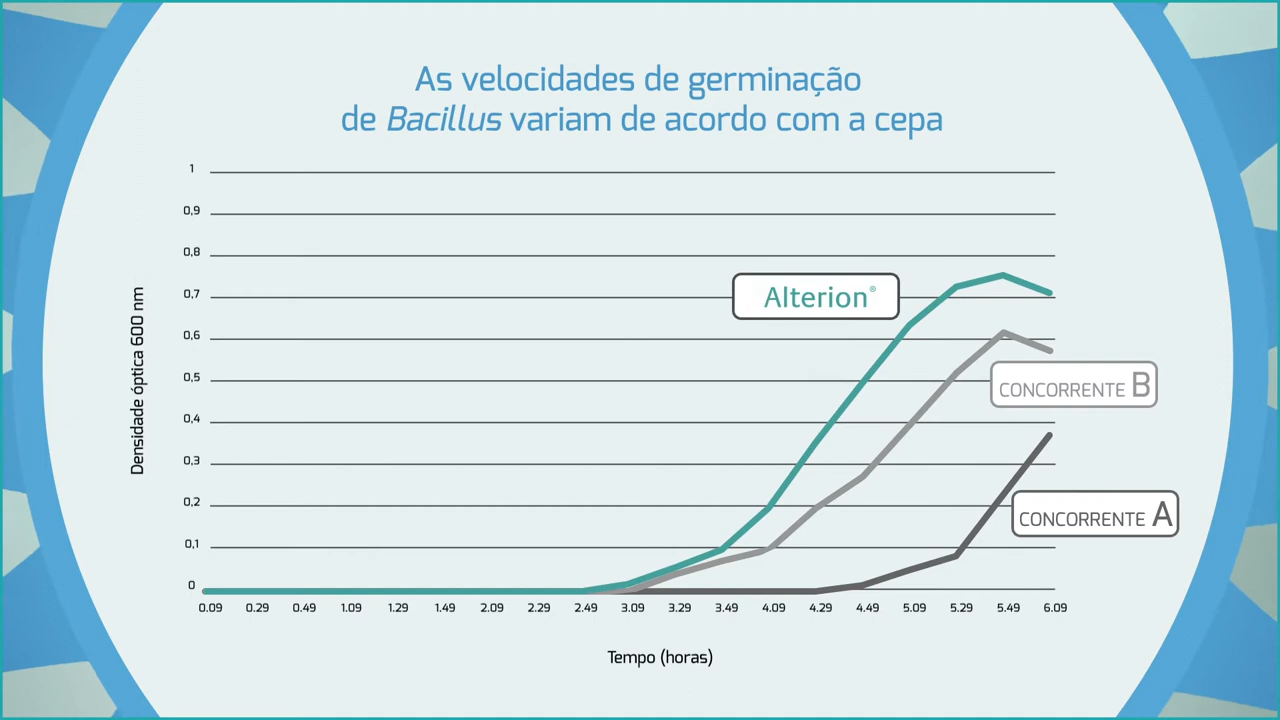 As velocidades de germinação
de Bacillus variam de acordo com a cepa
1
0,9
0,8
0,7
0,6
0,5
0,4
0,3
0,2
0,1
0
Densidade óptica 600 nm
Alterion®
CONCORRENTE B
CONCORRENTE A
0.09 0.29 0.49 1.09 1.29 1.49 2.09 2.29 2.49 3.09 3.29 3.49 4.09 4.29 4.49 5.09 5.29 5.49 6.09
Tempo (horas)